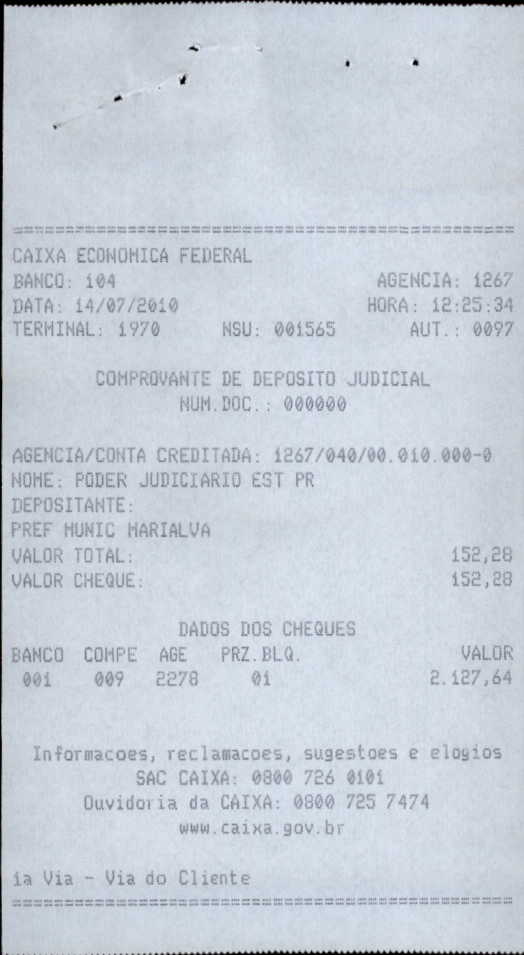 ================================================
CAIXA ECONOMICA FEDERAL
BANCO: 104 AGENCIA: 1267
DATA: 14/07/2010 HORA: 12:25:34
TERMINAL: 1970 NSU: 001565 AUT.: 0097
COMPROVANTE DE DEPOSITO JUDICIAL
NUM.DOC.: 000000
AGENCIA/CONTA CREDITADA: 1267/040/00.010.000-0
NOME: PODER JUDICIARIO EST PR
DEPOSITANTE:
PREF MUNIC MARIALVA
VALOR TOTAL: 152,28
VALOR CHEQUE: 152,28
DADOS DOS CHEQUES
BANCO COMPE AGE PRZ.BLQ. VALOR
001 009 2278 01 2.127,64
Informacoes, reclamacoes, sugestoes e elogios
SAC CAIXA: 0800 726 0101
Ouvidoria da CAIXA: 0800 725 7474
www.caixa.gov.br
1a Via - Via do Cliente
================================================